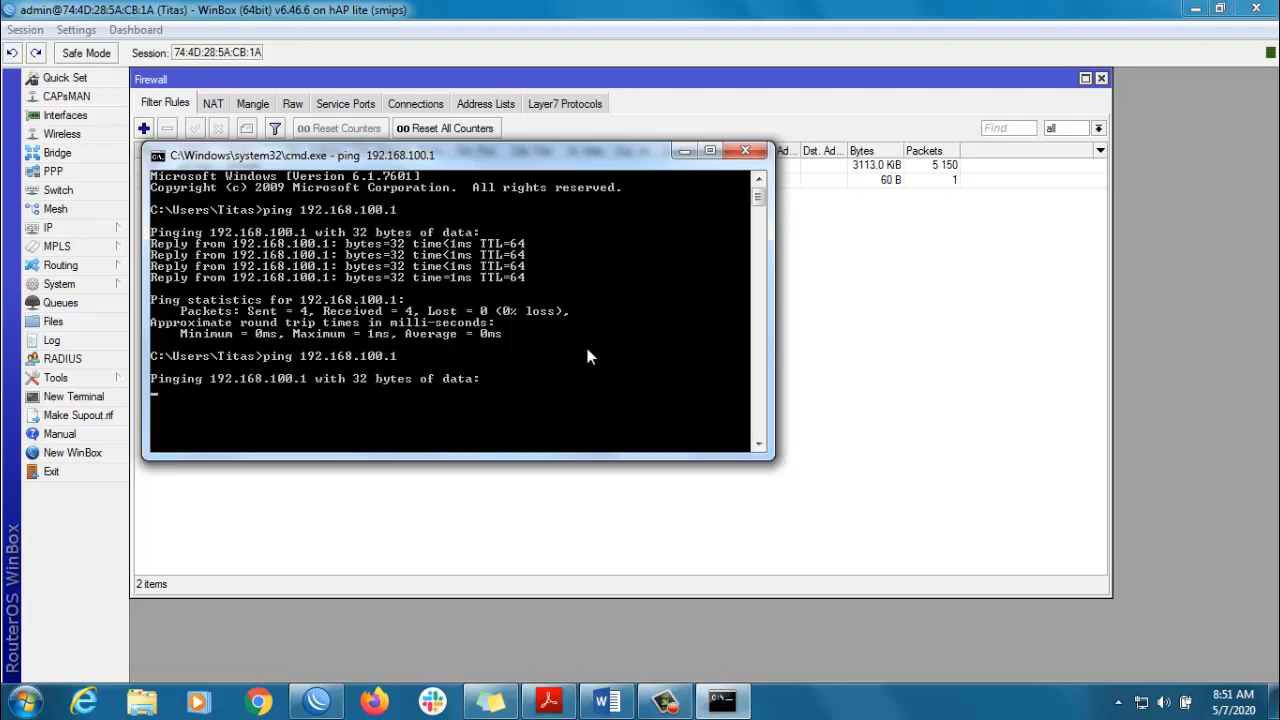 admin@74:4D:28:5A:CB:1A (Titas) - WinBox (64bit) v6.46.6 on hAP lite (smips)
Session Settings Dashboard
Safe Mode Session: 74:4D:28:5A:CB:1A
Quick Set
CAPsMAN
Interfaces
Wireless
Bridge
PPP
Switch
Mesh
IP
MPLS
Routing
System
Queues
Files
Log
RADIUS
Tools
New Terminal
Make Supout.rif
Manual
New WinBox
Exit
RouterOS WinBox
Firewall
Filter Rules NAT Mangle Raw Service Ports Connections Address Lists Layer7 Protocols
Reset Counters Reset All Counters Find all
Ad... Dst. Ad... Bytes Packets
3113.0 KiB 5 150
60 B 1
C:\Windows\system32\cmd.exe - ping 192.168.100.1
Microsoft Windows [Version 6.1.7601]
Copyright (c) 2009 Microsoft Corporation. All rights reserved.
C:\Users\Titas>ping 192.168.100.1
Pinging 192.168.100.1 with 32 bytes of data:
Reply from 192.168.100.1: bytes=32 time<1ms TTL=64
Reply from 192.168.100.1: bytes=32 time<1ms TTL=64
Reply from 192.168.100.1: bytes=32 time<1ms TTL=64
Reply from 192.168.100.1: bytes=32 time=1ms TTL=64
Ping statistics for 192.168.100.1:
Packets: Sent = 4, Received = 4, Lost = 0 (0% loss),
Approximate round trip times in milli-seconds:
Minimum = 0ms, Maximum = 1ms, Average = 0ms
C:\Users\Titas>ping 192.168.100.1
Pinging 192.168.100.1 with 32 bytes of data:
2 items
8:51 AM
5/7/2020